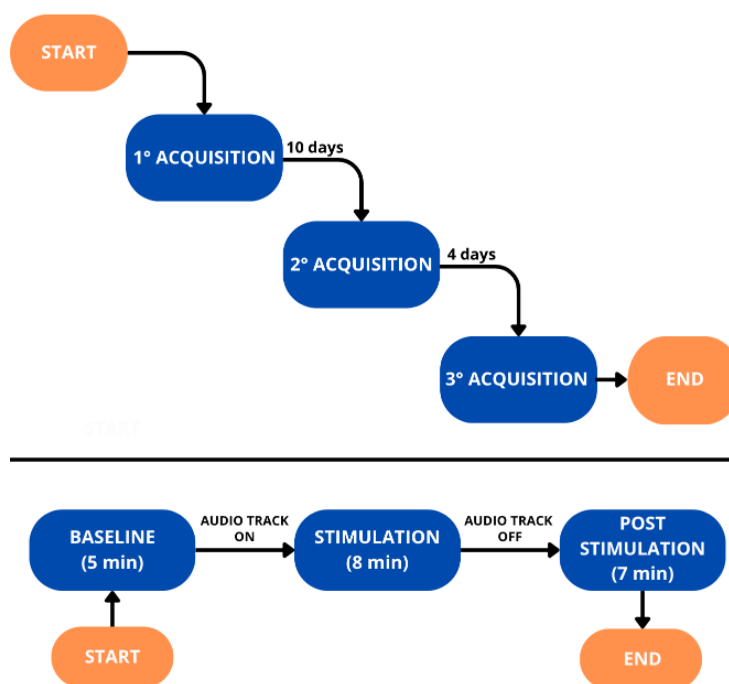 START
1° ACQUISITION
10 days
2° ACQUISITION
4 days
3° ACQUISITION
END
START
BASELINE
(5 min)
AUDIO TRACK
ON
STIMULATION
(8 min)
AUDIO TRACK
OFF
POST
STIMULATION
(7 min)
START
END